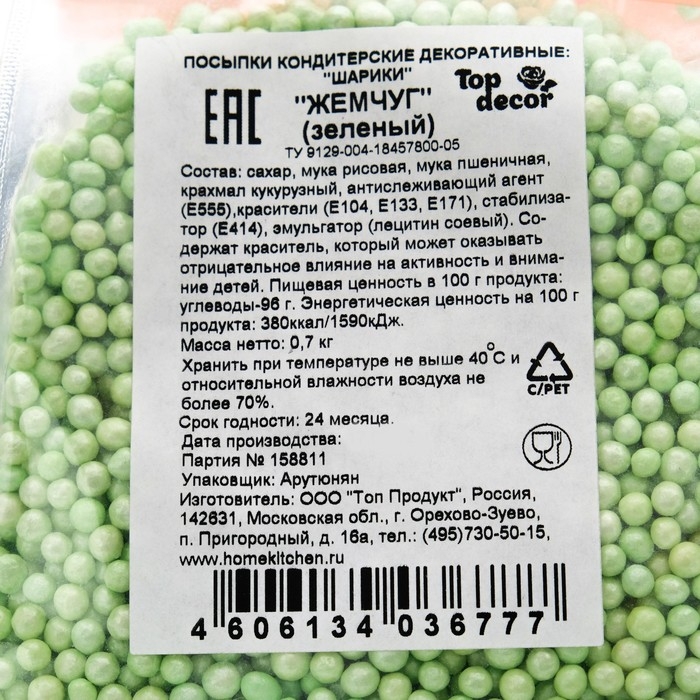 ПОСЫПКИ КОНДИТЕРСКИЕ ДЕКОРАТИВНЫЕ:
"ШАРИКИ"
EAC
"ЖЕМЧУГ"
(зеленый)
Top
decor
ТУ 9129-004-18457800-05
Состав: сахар, мука рисовая, мука пшеничная,
крахмал кукурузный, антислеживающий агент
(Е555),красители (Е104, Е133, Е171), стабилиза-
тор (Е414), эмульгатор (лецитин соевый). Со-
держат краситель, который может оказывать
отрицательное влияние на активность и внима-
ние детей. Пищевая ценность в 100 г продукта:
углеводы-96 г. Энергетическая ценность на 100 г
продукта: 380ккал/1590кДж.
Масса нетто: 0,7 кг
Хранить при температуре не выше 40°С и
относительной влажности воздуха не
более 70%.
C/PET
Срок годности: 24 месяца.
Дата производства:
Партия № 158811
Упаковщик: Арутюнян
Изготовитель: ООО "Топ Продукт", Россия,
142631, Московская обл., г. Орехово-Зуево,
п. Пригородный, д. 16а, тел.: (495)730-50-15,
www.homekitchen.ru
4 606134 036777